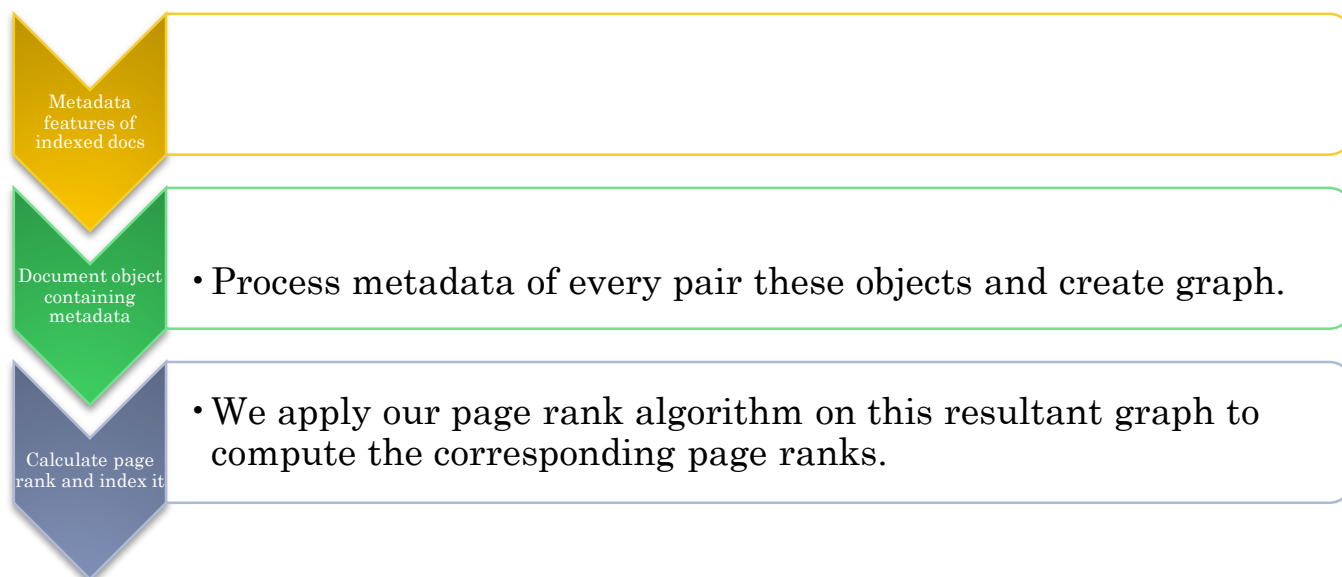 Metadata
features of
indexed docs
Document object
containing
metadata
• Process metadata of every pair these objects and create graph.
Calculate page
rank and index it
• We apply our page rank algorithm on this resultant graph to
compute the corresponding page ranks.